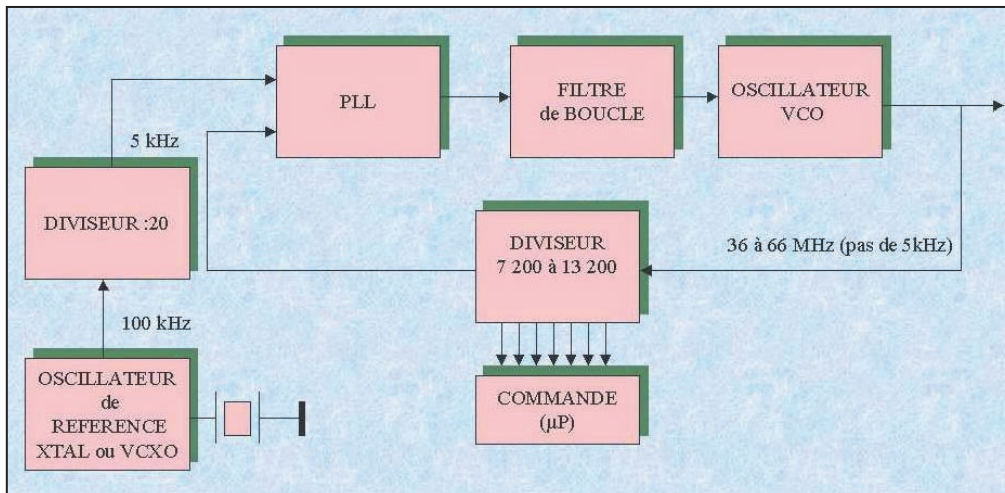 PLL
FILTRE
de BOUCLE
OSCILLATEUR
VCO
5 kHz
DIVISEUR :20
DIVISEUR
7 200 à 13 200
36 à 66 MHz (pas de 5kHz)
100 kHz
OSCILLATEUR
de
REFERENCE
XTAL ou VCXO
COMMANDE
(µP)